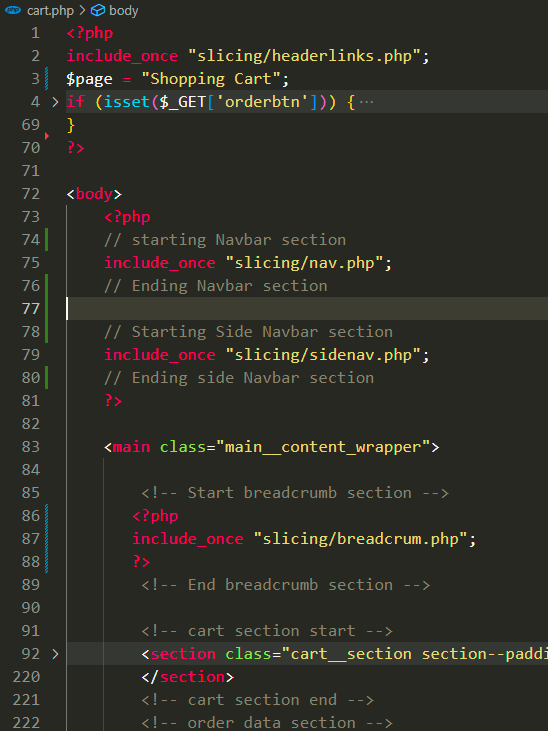 cart.php > body
1 <?php
2 include_once "slicing/headerlinks.php";
3 $page = "Shopping Cart";
4 if (isset($_GET['orderbtn'])) {···
69 }
70 ?>
71
72 <body>
73 <?php
74 // starting Navbar section
75 include_once "slicing/nav.php";
76 // Ending Navbar section
77
78 // Starting Side Navbar section
79 include_once "slicing/sidenav.php";
80 // Ending side Navbar section
81 ?>
82
83 <main class="main__content_wrapper">
84
85 <!-- Start breadcrumb section -->
86 <?php
87 include_once "slicing/breadcrum.php";
88 ?>
89 <!-- End breadcrumb section -->
90
91 <!-- cart section start -->
92 <section class="cart__section section--paddi
220 </section>
221 <!-- cart section end -->
222 <!-- order data section -->